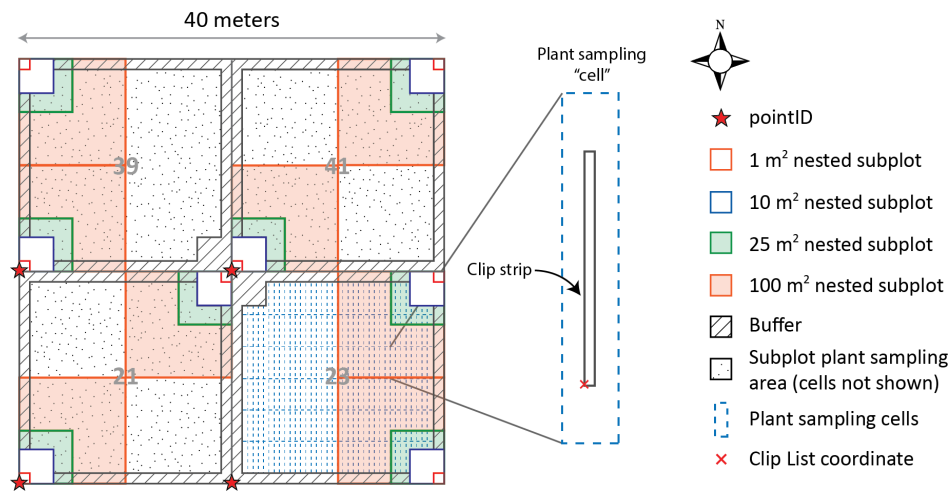 40 meters
Plant sampling
“cell”
N
39
41
21
23
Clip strip
pointID
1 m² nested subplot
10 m² nested subplot
25 m² nested subplot
100 m² nested subplot
Buffer
Subplot plant sampling
area (cells not shown)
Plant sampling cells
Clip List coordinate